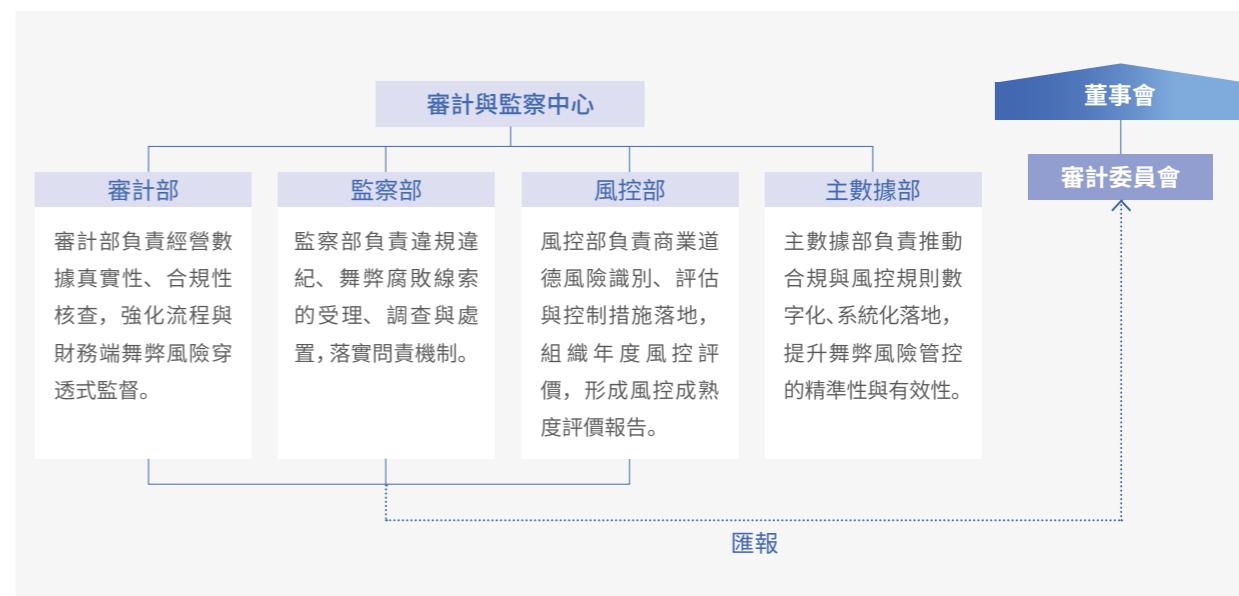 審計與監察中心
董事會
審計委員會
審計部
審計部負責經營數
據真實性、合規性
核查，強化流程與
財務端舞弊風險穿
透式監督。
監察部
監察部負責違規違
紀、舞弊腐敗線索
的受理、調查與處
置，落實問責機制。
風控部
風控部負責商業道
德風險識別、評估
與控制措施落地，
組織年度風控評
價，形成風控成熟
度評價報告。
主數據部
主數據部負責推動
合規與風控規則數
字化、系統化落地，
提升舞弊風險管控
的精準性與有效性。
匯報